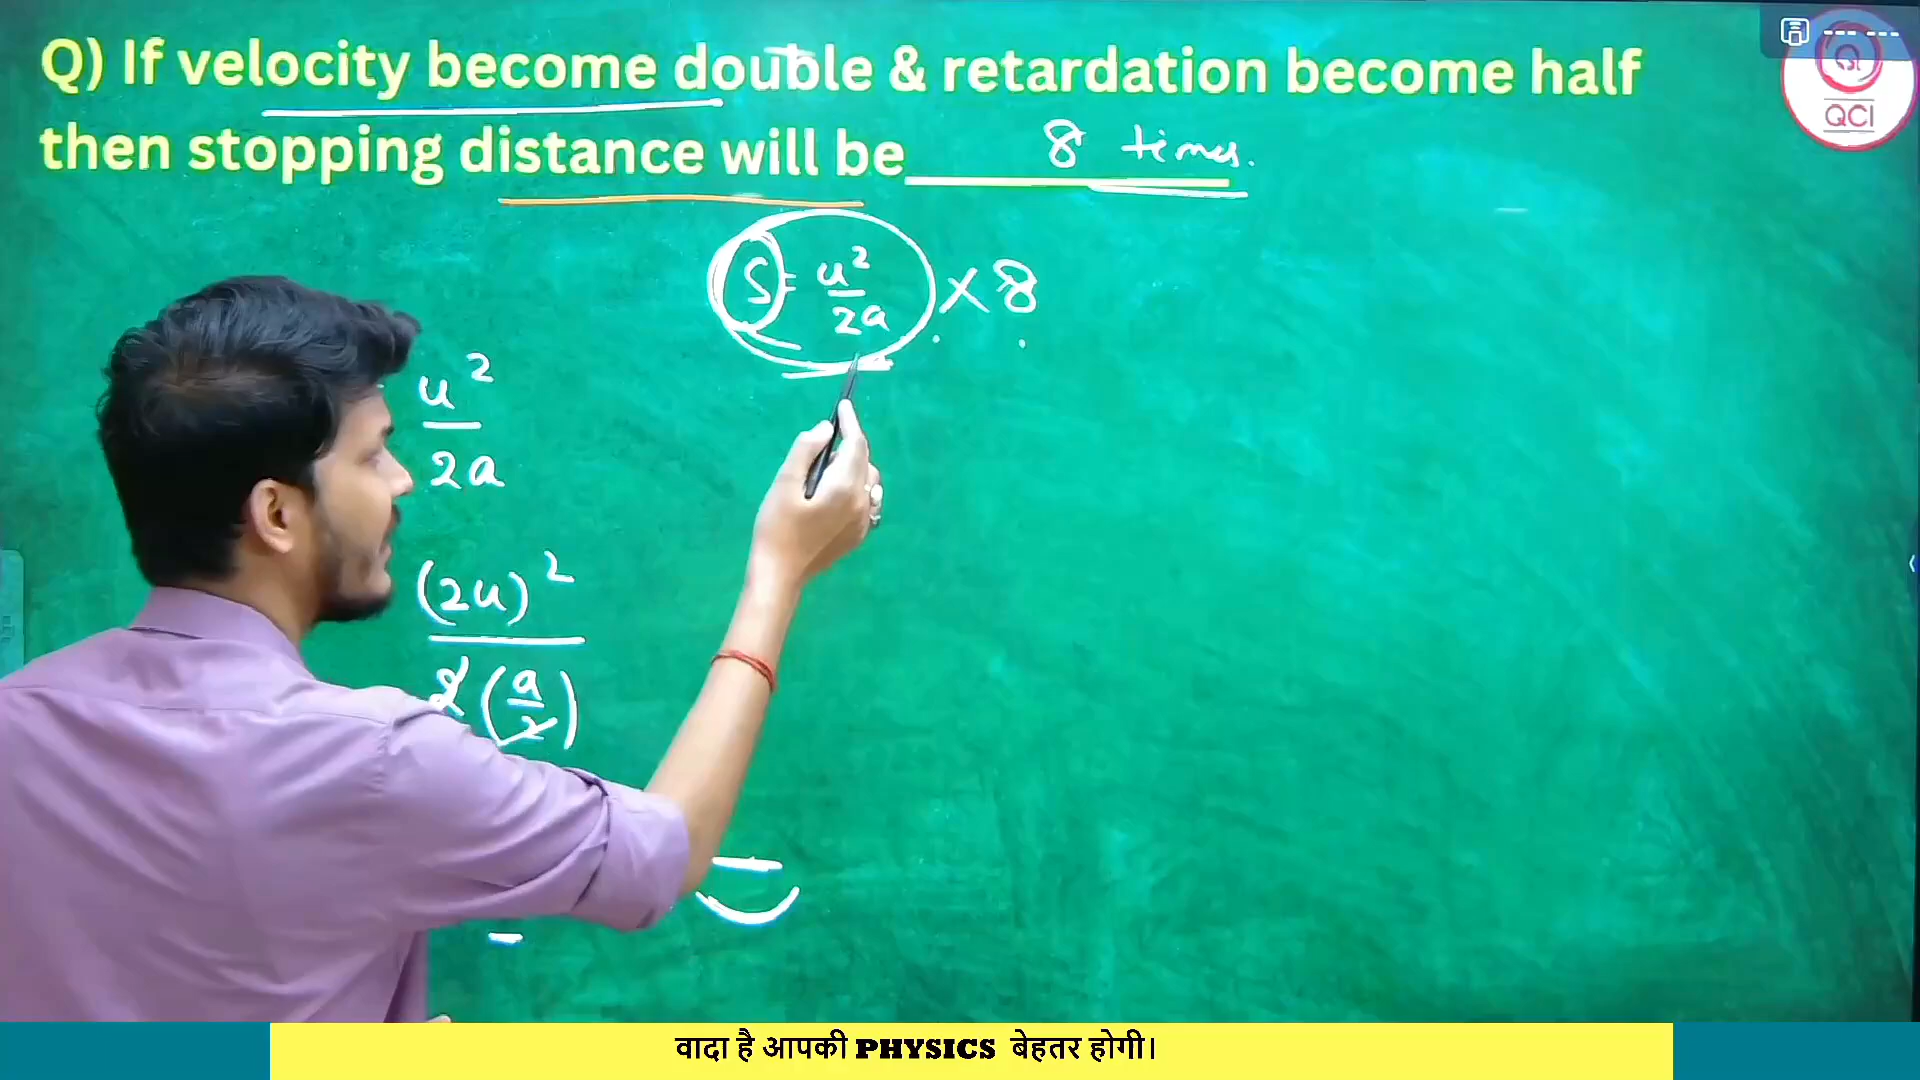 Q) If velocity become double & retardation become half
then stopping distance will be 8 times.
QCI
S = u²/2a × 8
u²
2a
(2u)²
2 (a/2)
वादा है आपकी PHYSICS बेहतर होगी।